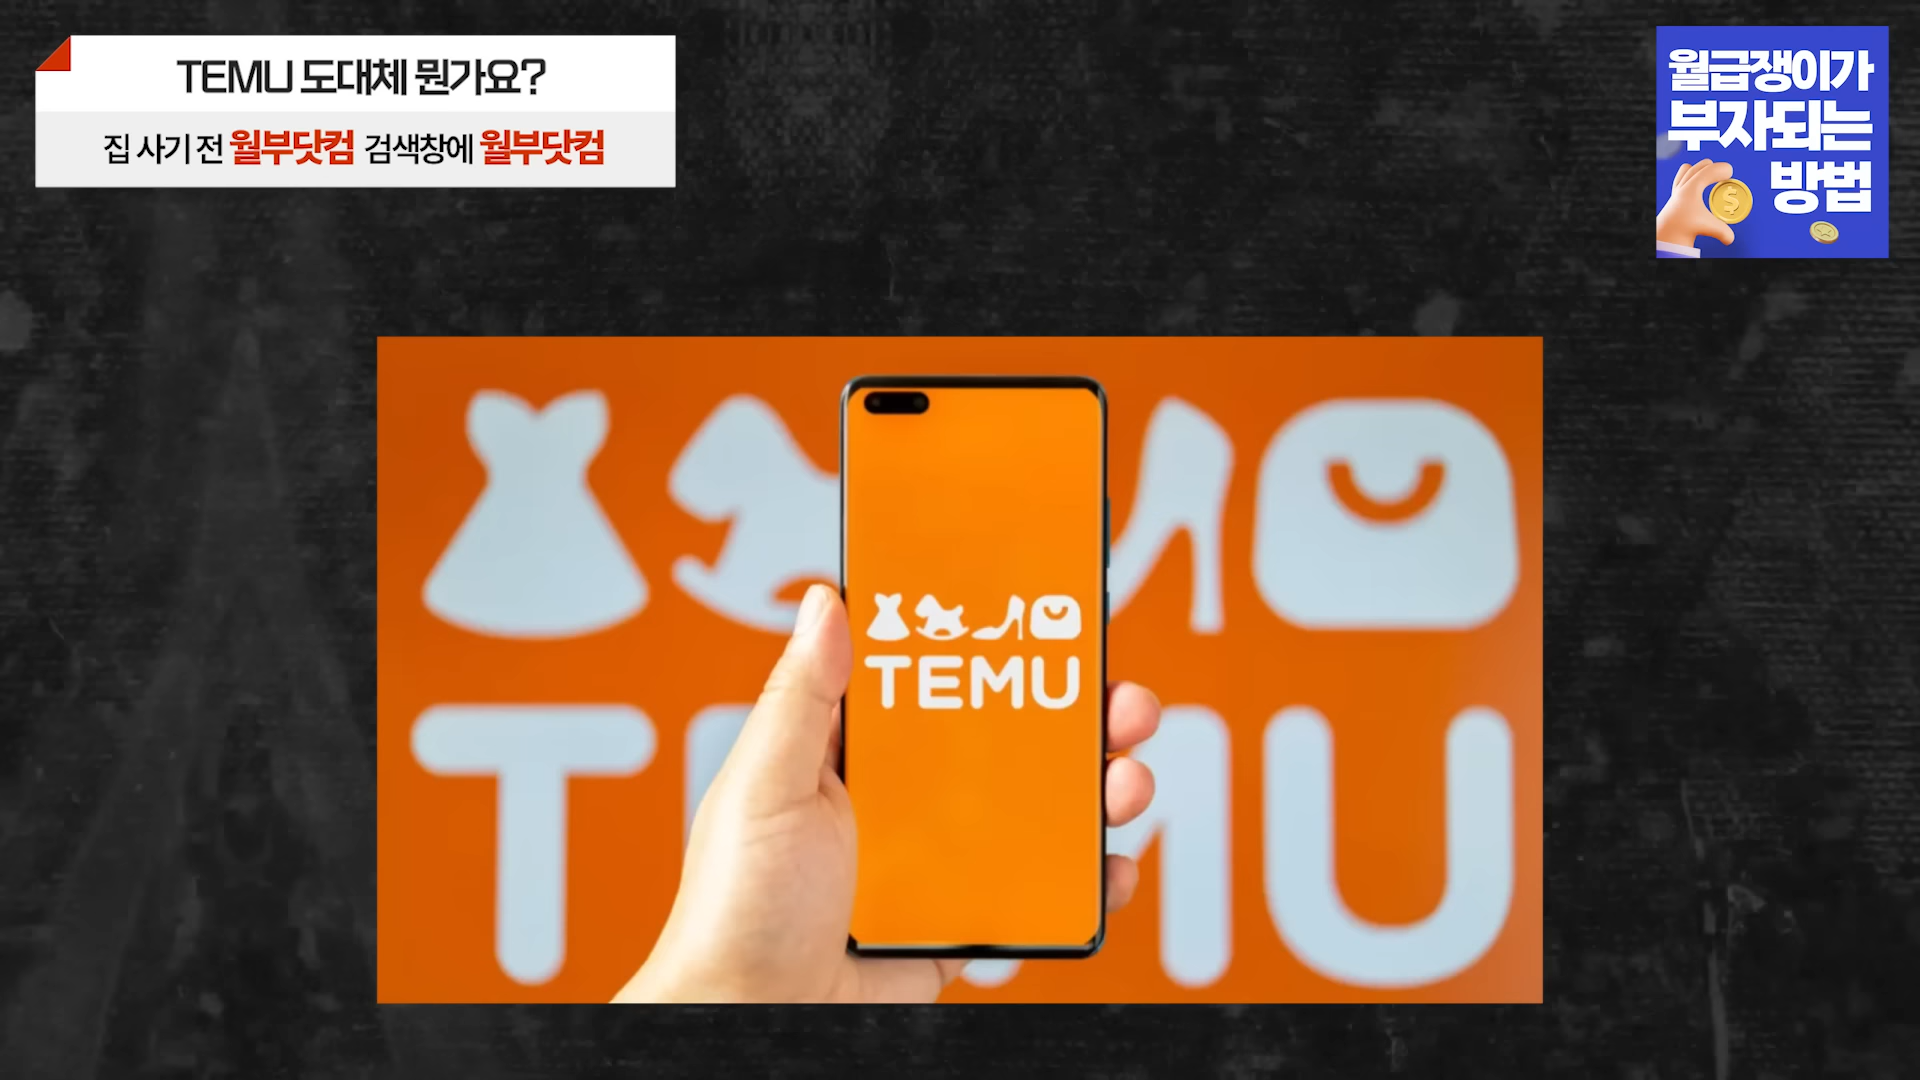 TEMU 도대체 뭔가요?
집 사기 전 월부닷컴 검색창에 월부닷컴
월급쟁이가
부자되는
방법
TEMU
TEMU